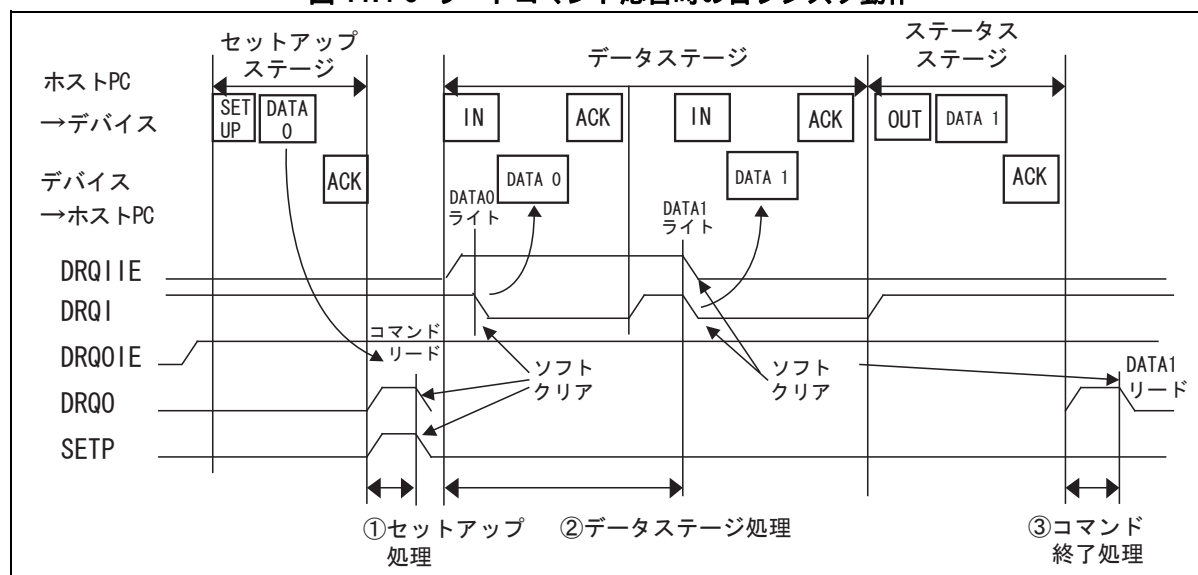 セットアップ
ステージ
データステージ
ステータス
ステージ
ホストPC
→デバイス
SET
UP
DATA
0
IN
ACK
IN
ACK
OUT
DATA 1
デバイス
→ホストPC
ACK
DATA 0
DATA 1
ACK
DATA0
ライト
DATA1
ライト
DRQIIE
DRQI
DRQOIE
コマンド
リード
DRQO
SETP
ソフト
クリア
ソフト
クリア
DATA1
リード
①セットアップ
処理
②データステージ処理
③コマンド
終了処理